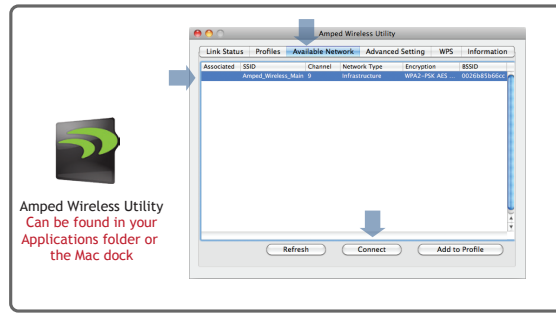 Amped Wireless Utility
Link Status Profiles Available Network Advanced Setting WPS Information
Associated SSID Channel Network Type Encryption BSSID
Amped_Wireless_Main 9 Infrastructure WPA2-PSK AES ... 0026b85b66cc
Refresh Connect Add to Profile
Amped Wireless Utility
Can be found in your
Applications folder or
the Mac dock